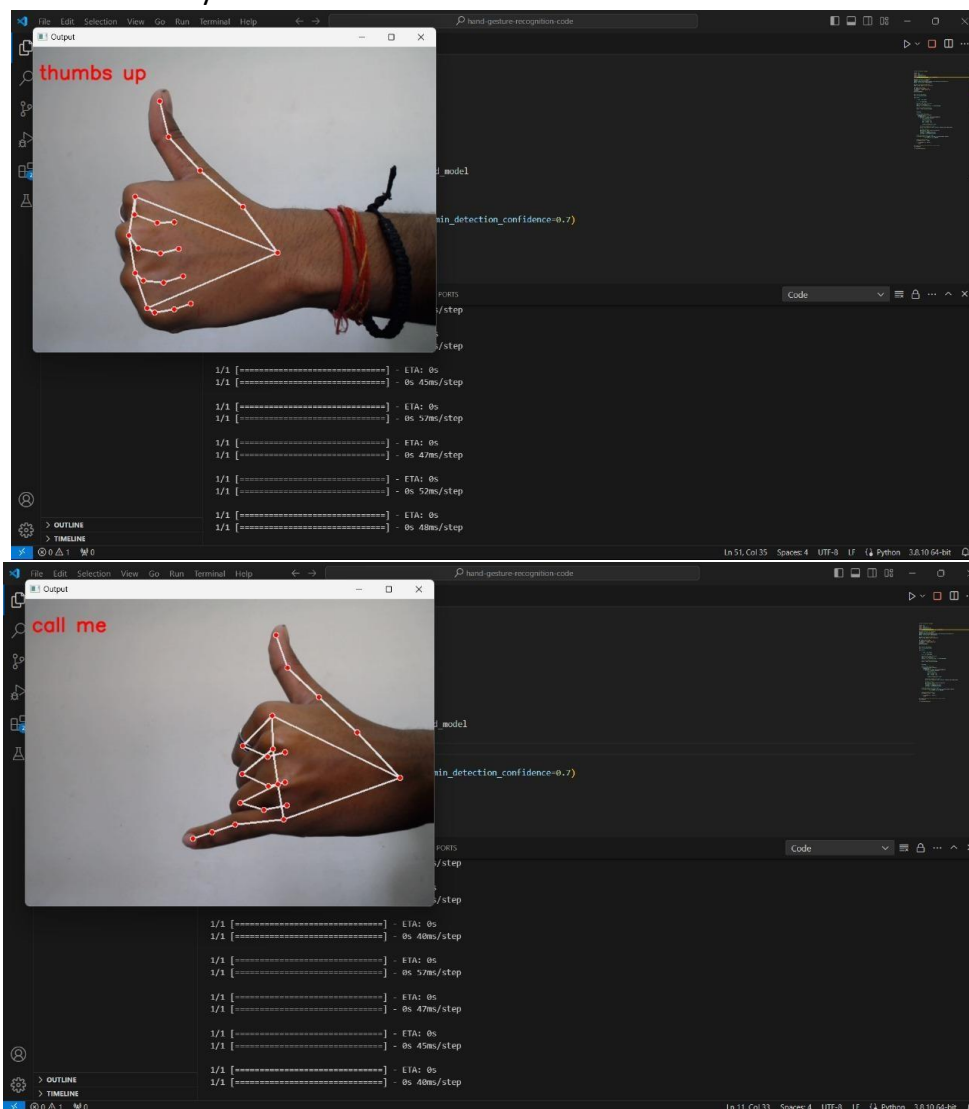 File Edit Selection View Go Run Terminal Help
hand-gesture-recognition-code
Output
thumbs up
d_model
min_detection_confidence=0.7)
PORTS
Code
s/step
s/step
1/1 [==============================] - ETA: 0s
1/1 [==============================] - 0s 45ms/step
1/1 [==============================] - ETA: 0s
1/1 [==============================] - 0s 57ms/step
1/1 [==============================] - ETA: 0s
1/1 [==============================] - 0s 47ms/step
1/1 [==============================] - ETA: 0s
1/1 [==============================] - 0s 52ms/step
1/1 [==============================] - ETA: 0s
1/1 [==============================] - 0s 48ms/step
> OUTLINE
> TIMELINE
0 1 0 Ln 51, Col 35 Spaces: 4 UTF-8 LF Python 3.8.10 64-bit
File Edit Selection View Go Run Terminal Help
hand-gesture-recognition-code
Output
call me
d_model
min_detection_confidence=0.7)
PORTS
Code
s/step
s/step
1/1 [==============================] - ETA: 0s
1/1 [==============================] - 0s 40ms/step
1/1 [==============================] - ETA: 0s
1/1 [==============================] - 0s 57ms/step
1/1 [==============================] - ETA: 0s
1/1 [==============================] - 0s 47ms/step
1/1 [==============================] - ETA: 0s
1/1 [==============================] - 0s 45ms/step
1/1 [==============================] - ETA: 0s
1/1 [==============================] - 0s 40ms/step
> OUTLINE
> TIMELINE
0 1 0 Ln 11, Col 33 Spaces: 4 UTF-8 LF Python 3.8.10 64-bit